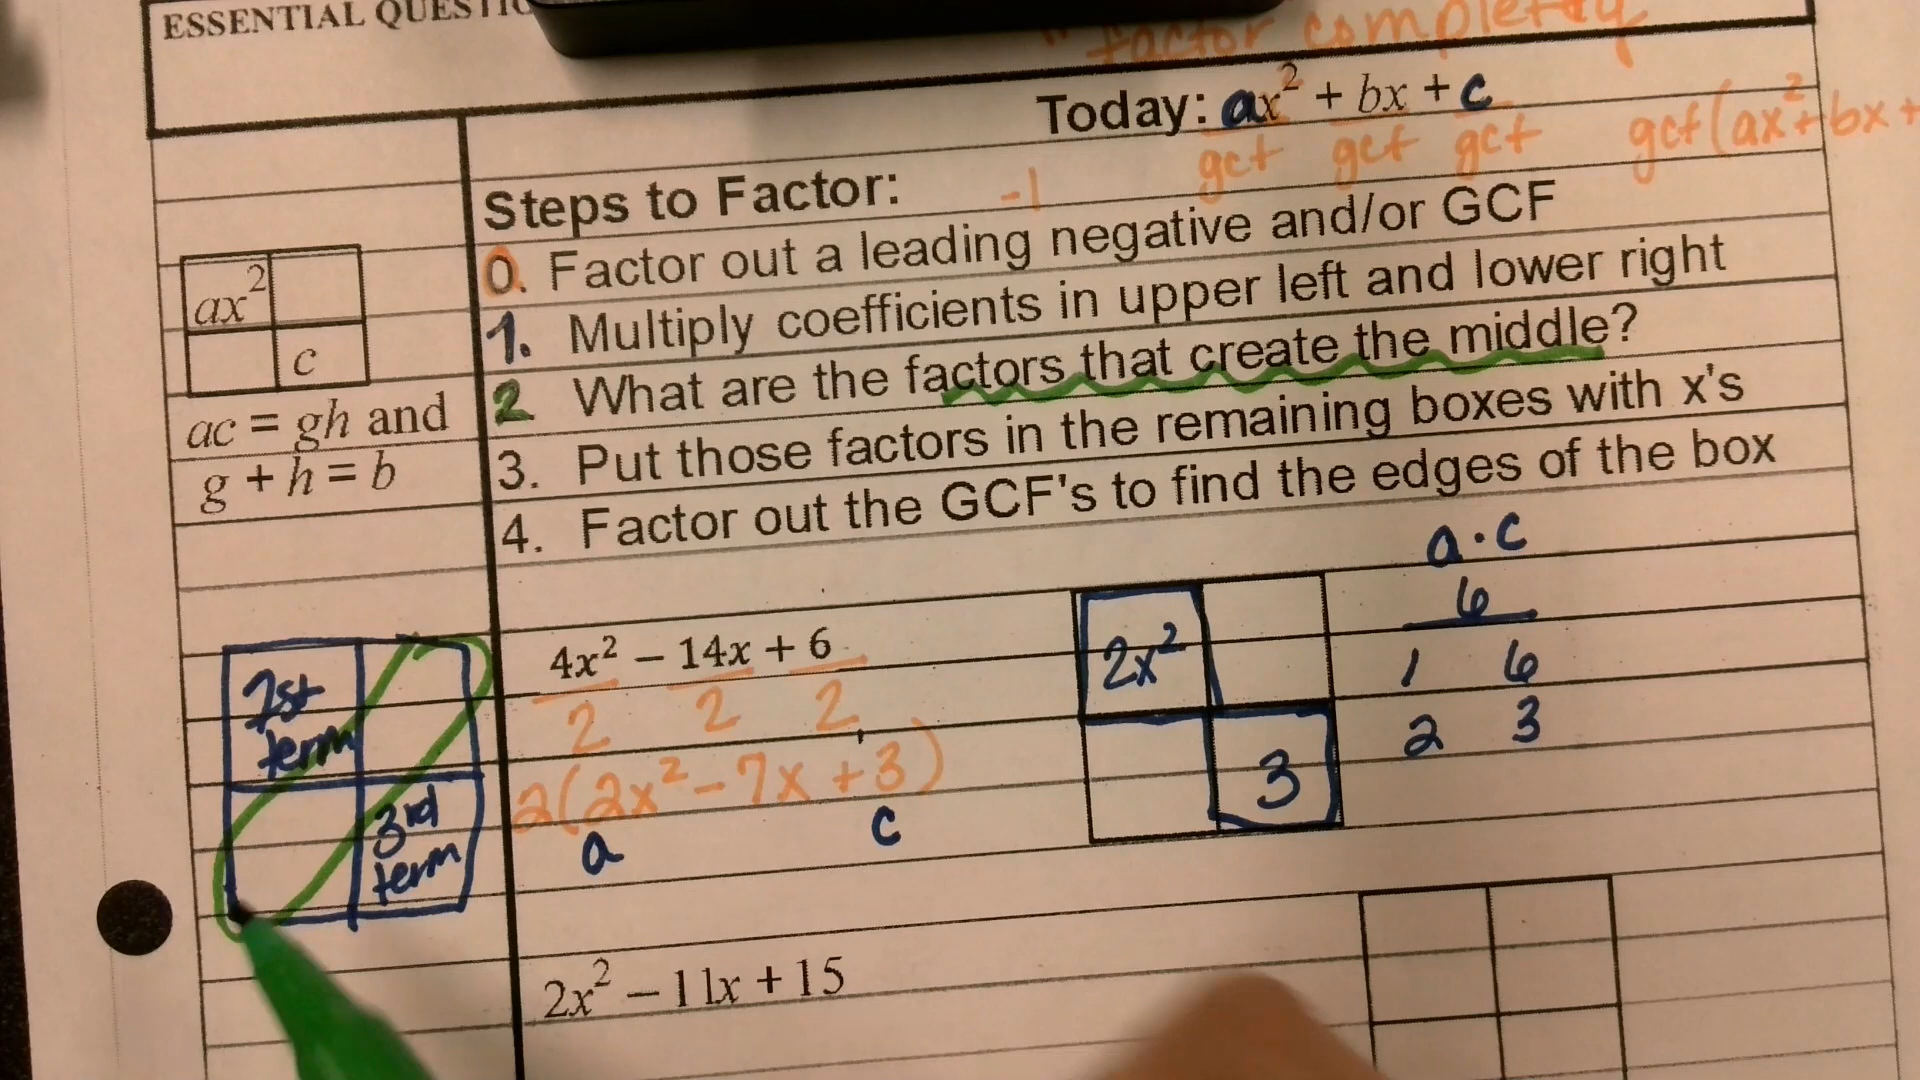 ESSENTIAL
" factor completely
Today: ax² + bx + c
gcf gcf gcf gcf(ax²+bx+
Steps to Factor: -1
0. Factor out a leading negative and/or GCF
1. Multiply coefficients in upper left and lower right
2 What are the factors that create the middle?
3. Put those factors in the remaining boxes with x's
4. Factor out the GCF's to find the edges of the box
ax²
c
ac = gh and
g + h = b
a·c
6
1 6
2 3
1st
term
3rd
term
4x² − 14x + 6
2 2 2
2(2x² - 7x + 3)
a c
2x²
3
2x² − 11x + 15